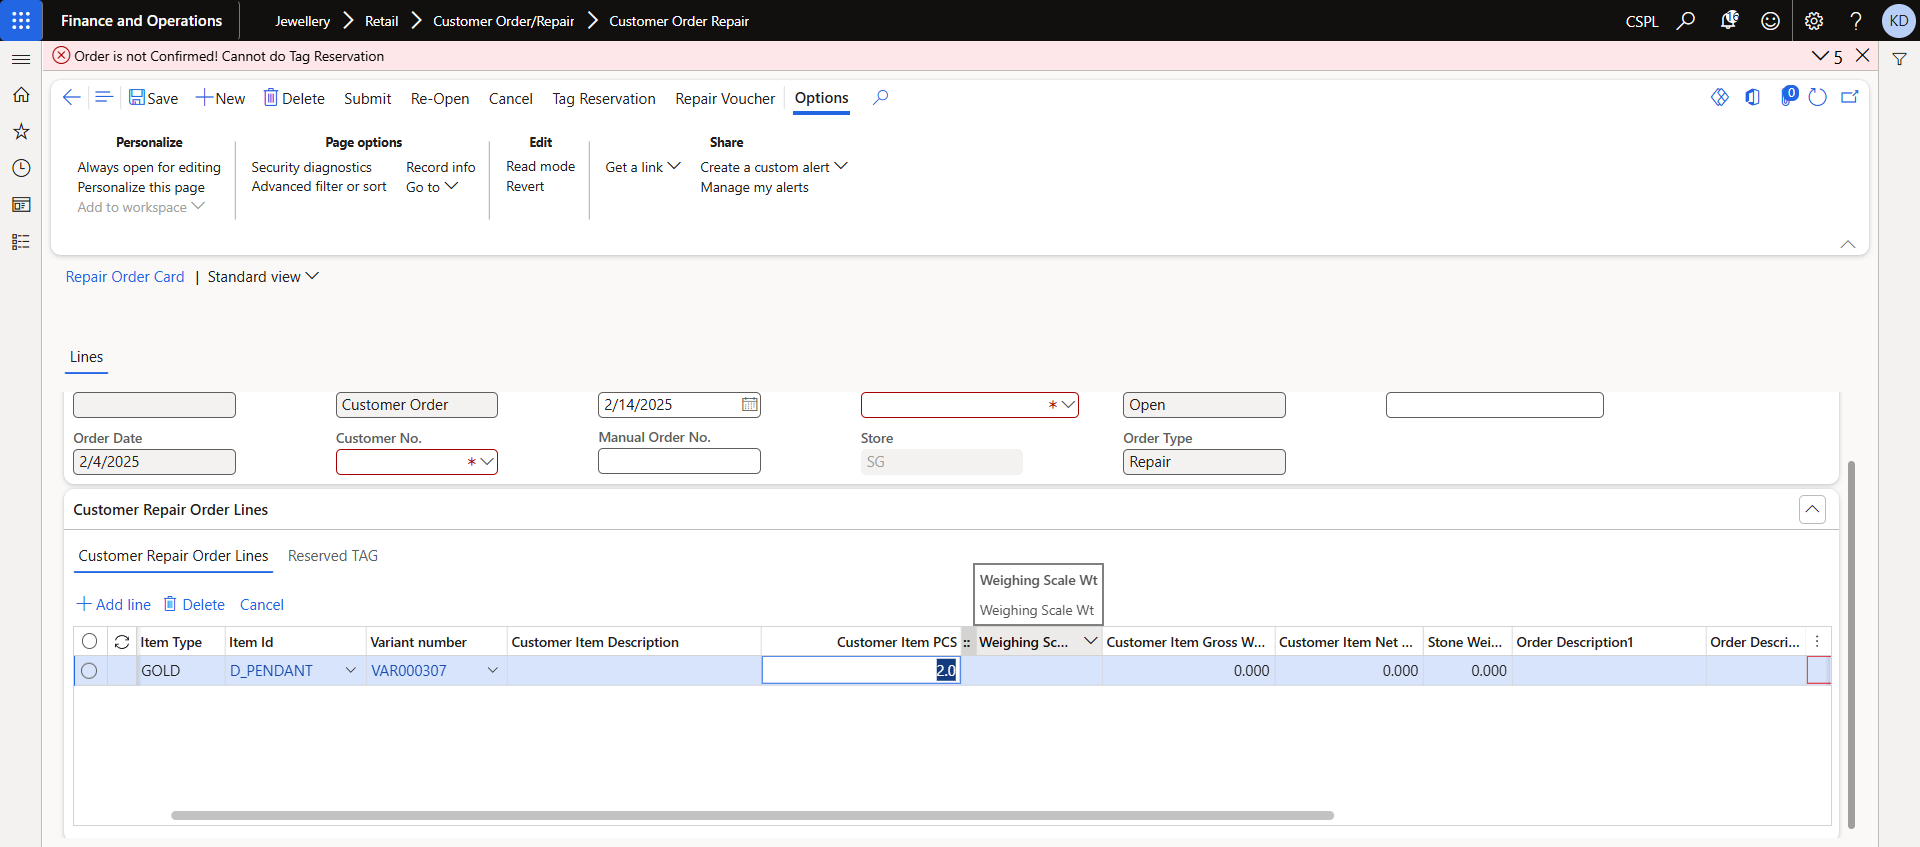 Finance and Operations
Jewellery
Retail
Customer Order/Repair
Customer Order Repair
CSPL
16
KD
Order is not Confirmed! Cannot do Tag Reservation
5
Save
New
Delete
Submit
Re-Open
Cancel
Tag Reservation
Repair Voucher
Options
0
Personalize
Always open for editing
Personalize this page
Add to workspace
Page options
Security diagnostics
Advanced filter or sort
Record info
Go to
Edit
Read mode
Revert
Share
Get a link
Create a custom alert
Manage my alerts
Repair Order Card | Standard view
Lines
Customer Order
2/14/2025
*
Open
Order Date
Customer No.
Manual Order No.
Store
Order Type
2/4/2025
*
SG
Repair
Customer Repair Order Lines
Customer Repair Order Lines
Reserved TAG
Weighing Scale Wt
Weighing Scale Wt
Add line
Delete
Cancel
Item Type
Item Id
Variant number
Customer Item Description
Customer Item PCS
Weighing Sc...
Customer Item Gross W...
Customer Item Net ...
Stone Wei...
Order Description1
Order Descri...
GOLD
D_PENDANT
VAR000307
2.0
0.000
0.000
0.000